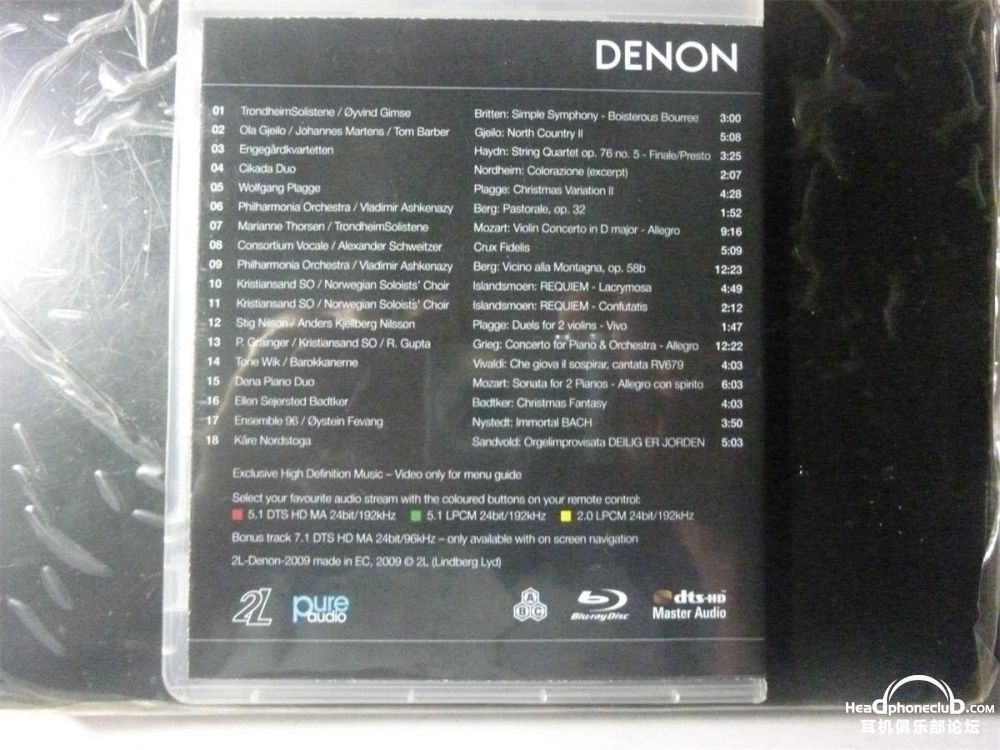 DENON
01 TrondheimSolistene / Øyvind Gimse Britten: Simple Symphony - Boisterous Bourree 3:00
02 Ola Gjeilo / Johannes Martens / Tom Barber Gjeilo: North Country II 5:08
03 Engegårdkvartetten Haydn: String Quartet op. 76 no. 5 - Finale/Presto 3:25
04 Cikada Duo Nordheim: Colorazione (excerpt) 2:07
05 Wolfgang Plagge Plagge: Christmas Variation II 4:28
06 Philharmonia Orchestra / Vladimir Ashkenazy Berg: Pastorale, op. 32 1:52
07 Marianne Thorsen / TrondheimSolistene Mozart: Violin Concerto in D major - Allegro 9:16
08 Consortium Vocale / Alexander Schweitzer Crux Fidelis 5:09
09 Philharmonia Orchestra / Vladimir Ashkenazy Berg: Vicino alla Montagna, op. 58b 12:23
10 Kristiansand SO / Norwegian Soloists' Choir Islandsmoen: REQUIEM - Lacrymosa 4:49
11 Kristiansand SO / Norwegian Soloists' Choir Islandsmoen: REQUIEM - Confutatis 2:12
12 Stig Nilson / Anders Kjellberg Nilsson Plagge: Duels for 2 violins - Vivo 1:47
13 P. Grainger / Kristiansand SO / R. Gupta Grieg: Concerto for Piano & Orchestra - Allegro 12:22
14 Tone Wik / Barokkanerne Vivaldi: Che giova il sospirar, cantata RV679 4:03
15 Dena Piano Duo Mozart: Sonata for 2 Pianos - Allegro con spirito 6:03
16 Ellen Sejersted Bødtker Bødtker: Christmas Fantasy 4:03
17 Ensemble 96 / Øystein Fevang Nystedt: Immortal BACH 3:50
18 Kåre Nordstoga Sandvold: Orgelimprovisata DEILIG ER JORDEN 5:03
Exclusive High Definition Music – Video only for menu guide
Select your favourite audio stream with the coloured buttons on your remote control:
5.1 DTS HD MA 24bit/192kHz 5.1 LPCM 24bit/192kHz 2.0 LPCM 24bit/192kHz
Bonus track 7.1 DTS HD MA 24bit/96kHz – only available with on screen navigation
2L-Denon-2009 made in EC, 2009 © 2L (Lindberg Lyd)
2L pure audio A B C Blu-ray Disc dts-HD Master Audio
HeadphoneclubD.com
耳机俱乐部论坛